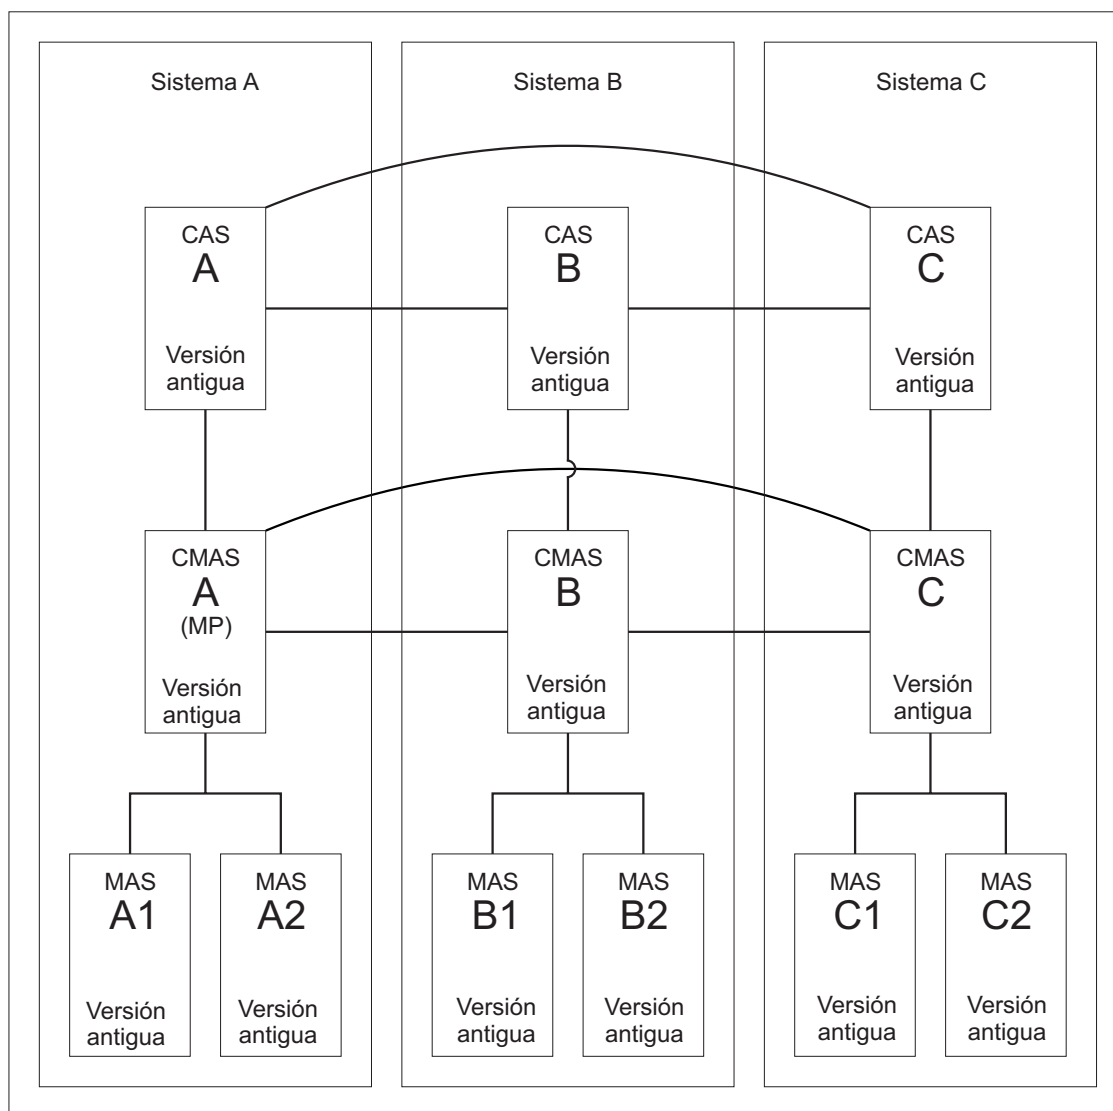 Sistema A
Sistema B
Sistema C
CAS
A
Versión
antigua
CAS
B
Versión
antigua
CAS
C
Versión
antigua
CMAS
A
(MP)
Versión
antigua
CMAS
B
Versión
antigua
CMAS
C
Versión
antigua
MAS
A1
Versión
antigua
MAS
A2
Versión
antigua
MAS
B1
Versión
antigua
MAS
B2
Versión
antigua
MAS
C1
Versión
antigua
MAS
C2
Versión
antigua